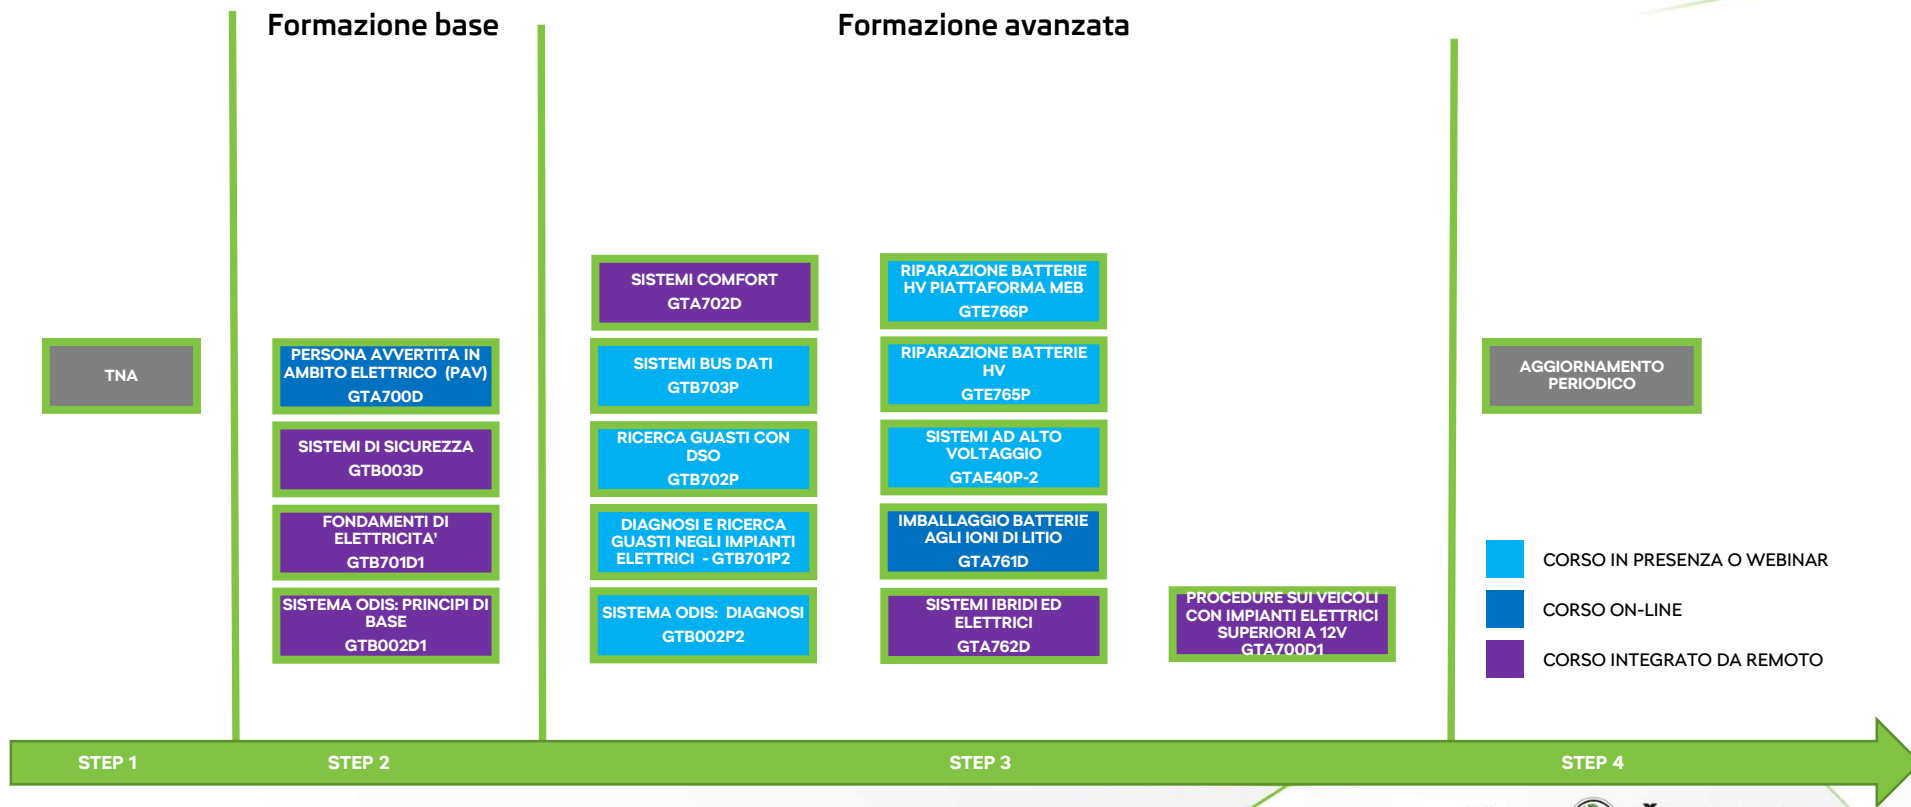 Formazione base
Formazione avanzata
TNA
PERSONA AVVERTITA IN
AMBITO ELETTRICO (PAV)
GTA700D
SISTEMI DI SICUREZZA
GTB003D
FONDAMENTI DI
ELETTRICITA'
GTB701D1
SISTEMA ODIS: PRINCIPI DI
BASE
GTB002D1
SISTEMI COMFORT
GTA702D
SISTEMI BUS DATI
GTB703P
RICERCA GUASTI CON
DSO
GTB702P
DIAGNOSI E RICERCA
GUASTI NEGLI IMPIANTI
ELETTRICI - GTB701P2
SISTEMA ODIS: DIAGNOSI
GTB002P2
RIPARAZIONE BATTERIE
HV PIATTAFORMA MEB
GTE766P
RIPARAZIONE BATTERIE
HV
GTE765P
SISTEMI AD ALTO
VOLTAGGIO
GTAE40P-2
IMBALLAGGIO BATTERIE
AGLI IONI DI LITIO
GTA761D
SISTEMI IBRIDI ED
ELETTRICI
GTA762D
PROCEDURE SUI VEICOLI
CON IMPIANTI ELETTRICI
SUPERIORI A 12V
GTA700D1
AGGIORNAMENTO
PERIODICO
CORSO IN PRESENZA O WEBINAR
CORSO ON-LINE
CORSO INTEGRATO DA REMOTO
STEP 1
STEP 2
STEP 3
STEP 4